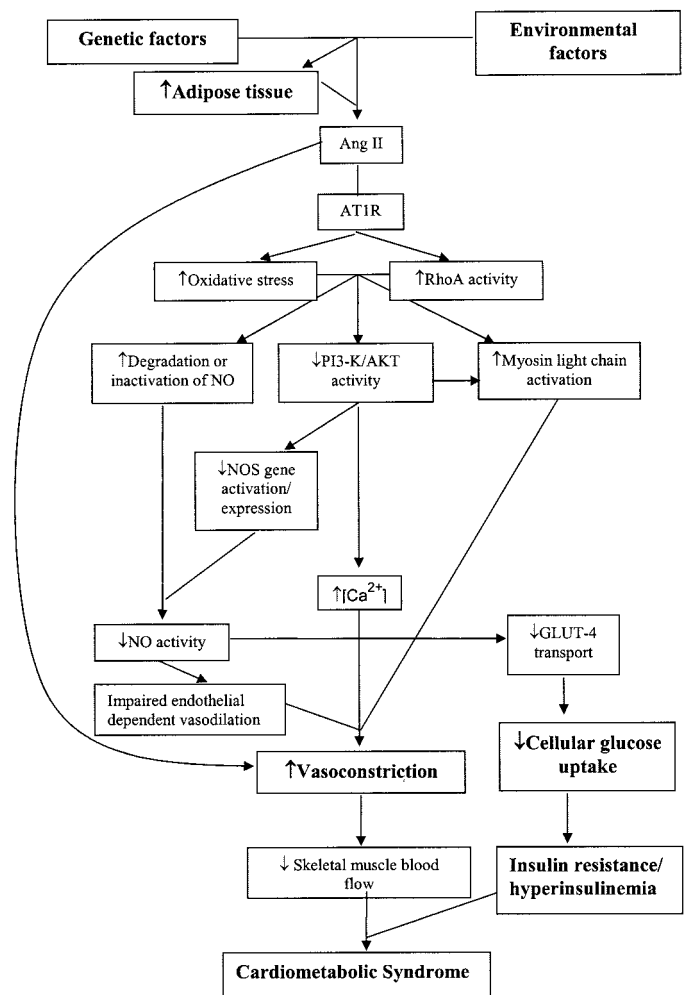 Genetic factors
Environmental
factors
↑Adipose tissue
Ang II
AT1R
↑Oxidative stress
↑RhoA activity
↑Degradation or
inactivation of NO
↓PI3-K/AKT
activity
↑Myosin light chain
activation
↓NOS gene
activation/
expression
↑[Ca²⁺]
↓NO activity
↓GLUT-4
transport
Impaired endothelial
dependent vasodilation
↑Vasoconstriction
↓Cellular glucose
uptake
↓ Skeletal muscle blood
flow
Insulin resistance/
hyperinsulinemia
Cardiometabolic Syndrome